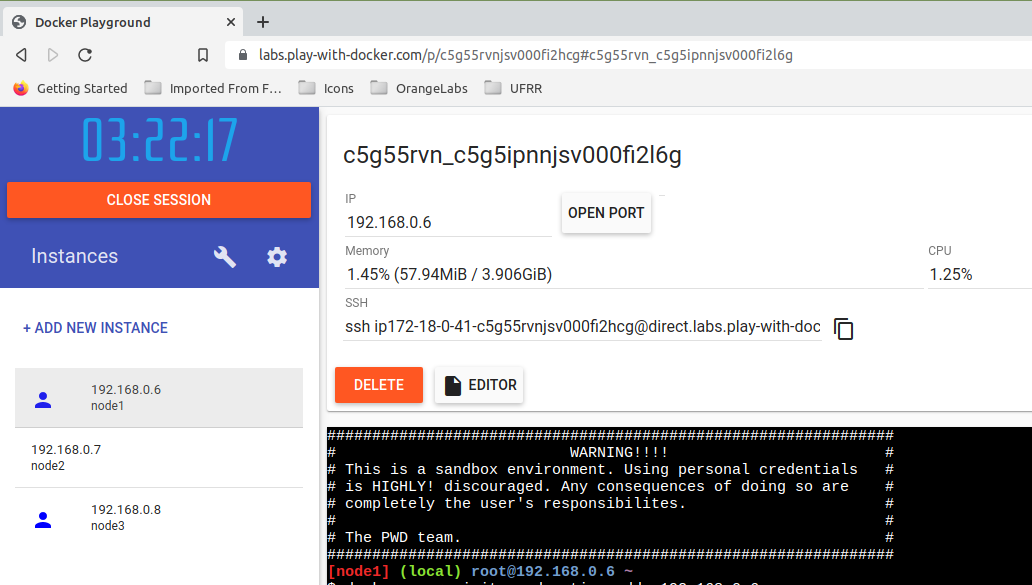 Docker Playground
labs.play-with-docker.com/p/c5g55rvnjsv000fi2hcg#c5g55rvn_c5g5ipnnjsv000fi2l6g
Getting Started Imported From F... Icons OrangeLabs UFRR
03:22:17
CLOSE SESSION
Instances
+ ADD NEW INSTANCE
192.168.0.6
node1
192.168.0.7
node2
192.168.0.8
node3
c5g55rvn_c5g5ipnnjsv000fi2l6g
IP
192.168.0.6
OPEN PORT
Memory
1.45% (57.94MiB / 3.906GiB)
CPU
1.25%
SSH
ssh ip172-18-0-41-c5g55rvnjsv000fi2hcg@direct.labs.play-with-doc
DELETE
EDITOR
###############################################################
# WARNING!!!! #
# This is a sandbox environment. Using personal credentials #
# is HIGHLY! discouraged. Any consequences of doing so are #
# completely the user's responsibilites. #
# #
# The PWD team. #
###############################################################
[node1] (local) root@192.168.0.6 ~